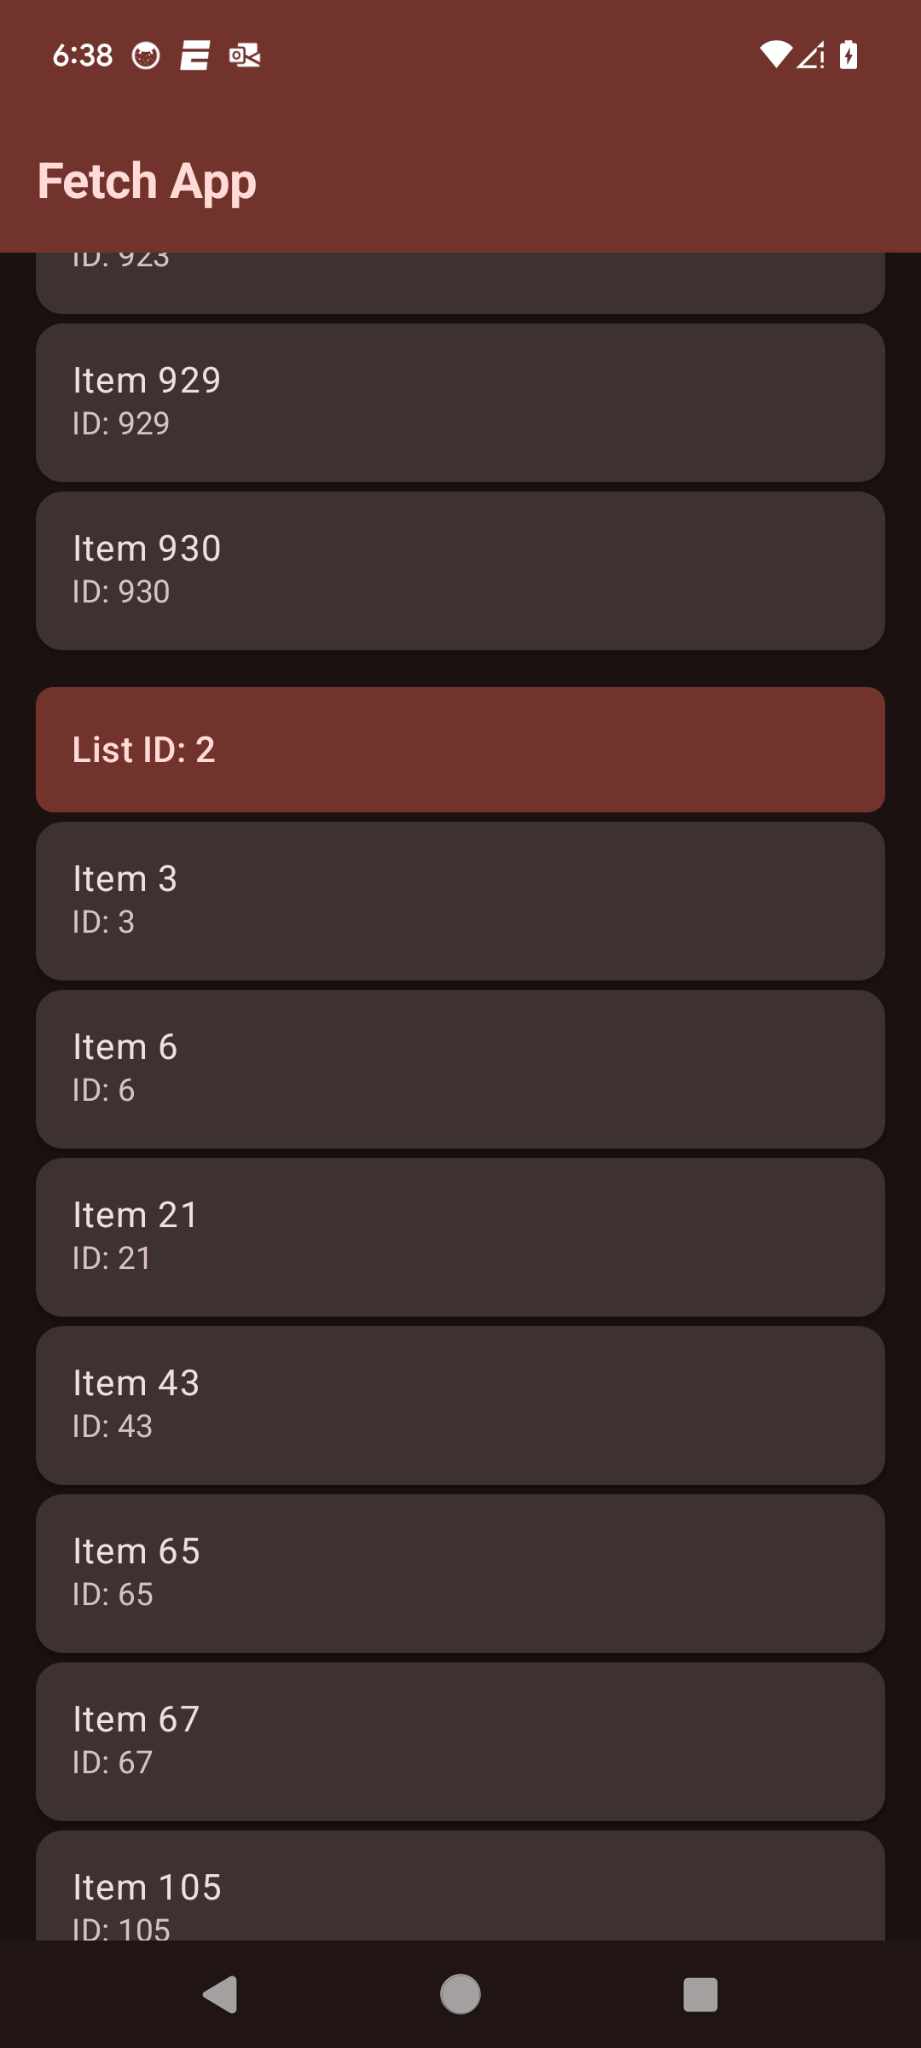 6:38
Fetch App
ID: 923
Item 929
ID: 929
Item 930
ID: 930
List ID: 2
Item 3
ID: 3
Item 6
ID: 6
Item 21
ID: 21
Item 43
ID: 43
Item 65
ID: 65
Item 67
ID: 67
Item 105
ID: 105